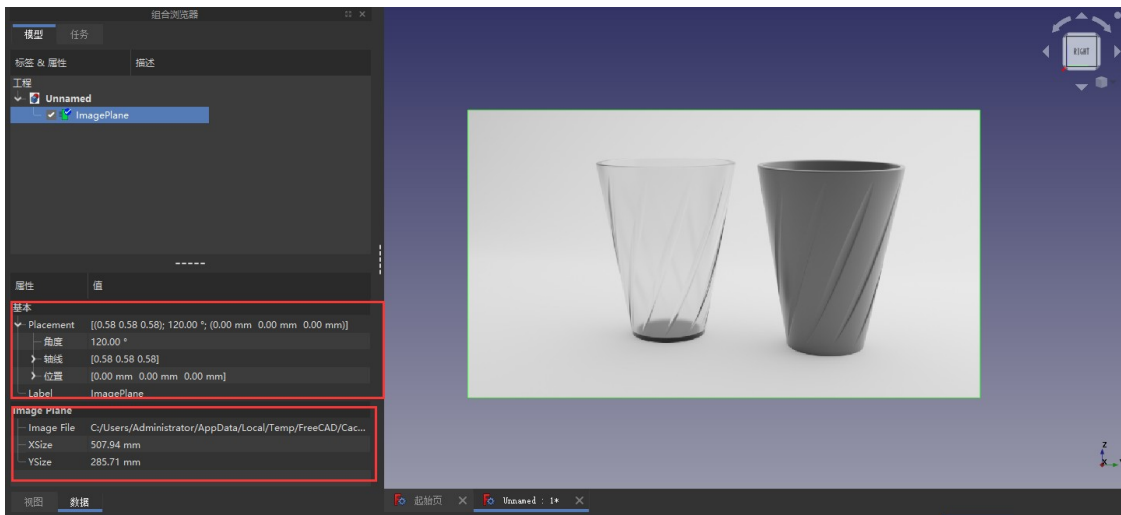 组合浏览器
模型 任务
标签 & 属性 描述
工程
Unnamed
ImagePlane
属性 值
基本
Placement [(0.58 0.58 0.58); 120.00 °; (0.00 mm 0.00 mm 0.00 mm)]
角度 120.00 °
轴线 [0.58 0.58 0.58]
位置 [0.00 mm 0.00 mm 0.00 mm]
Label ImagePlane
Image Plane
Image File C:/Users/Administrator/AppData/Local/Temp/FreeCAD/Cac...
XSize 507.94 mm
YSize 285.71 mm
视图 数据
起始页 Unnamed : 1*
RIGHT
Z
X